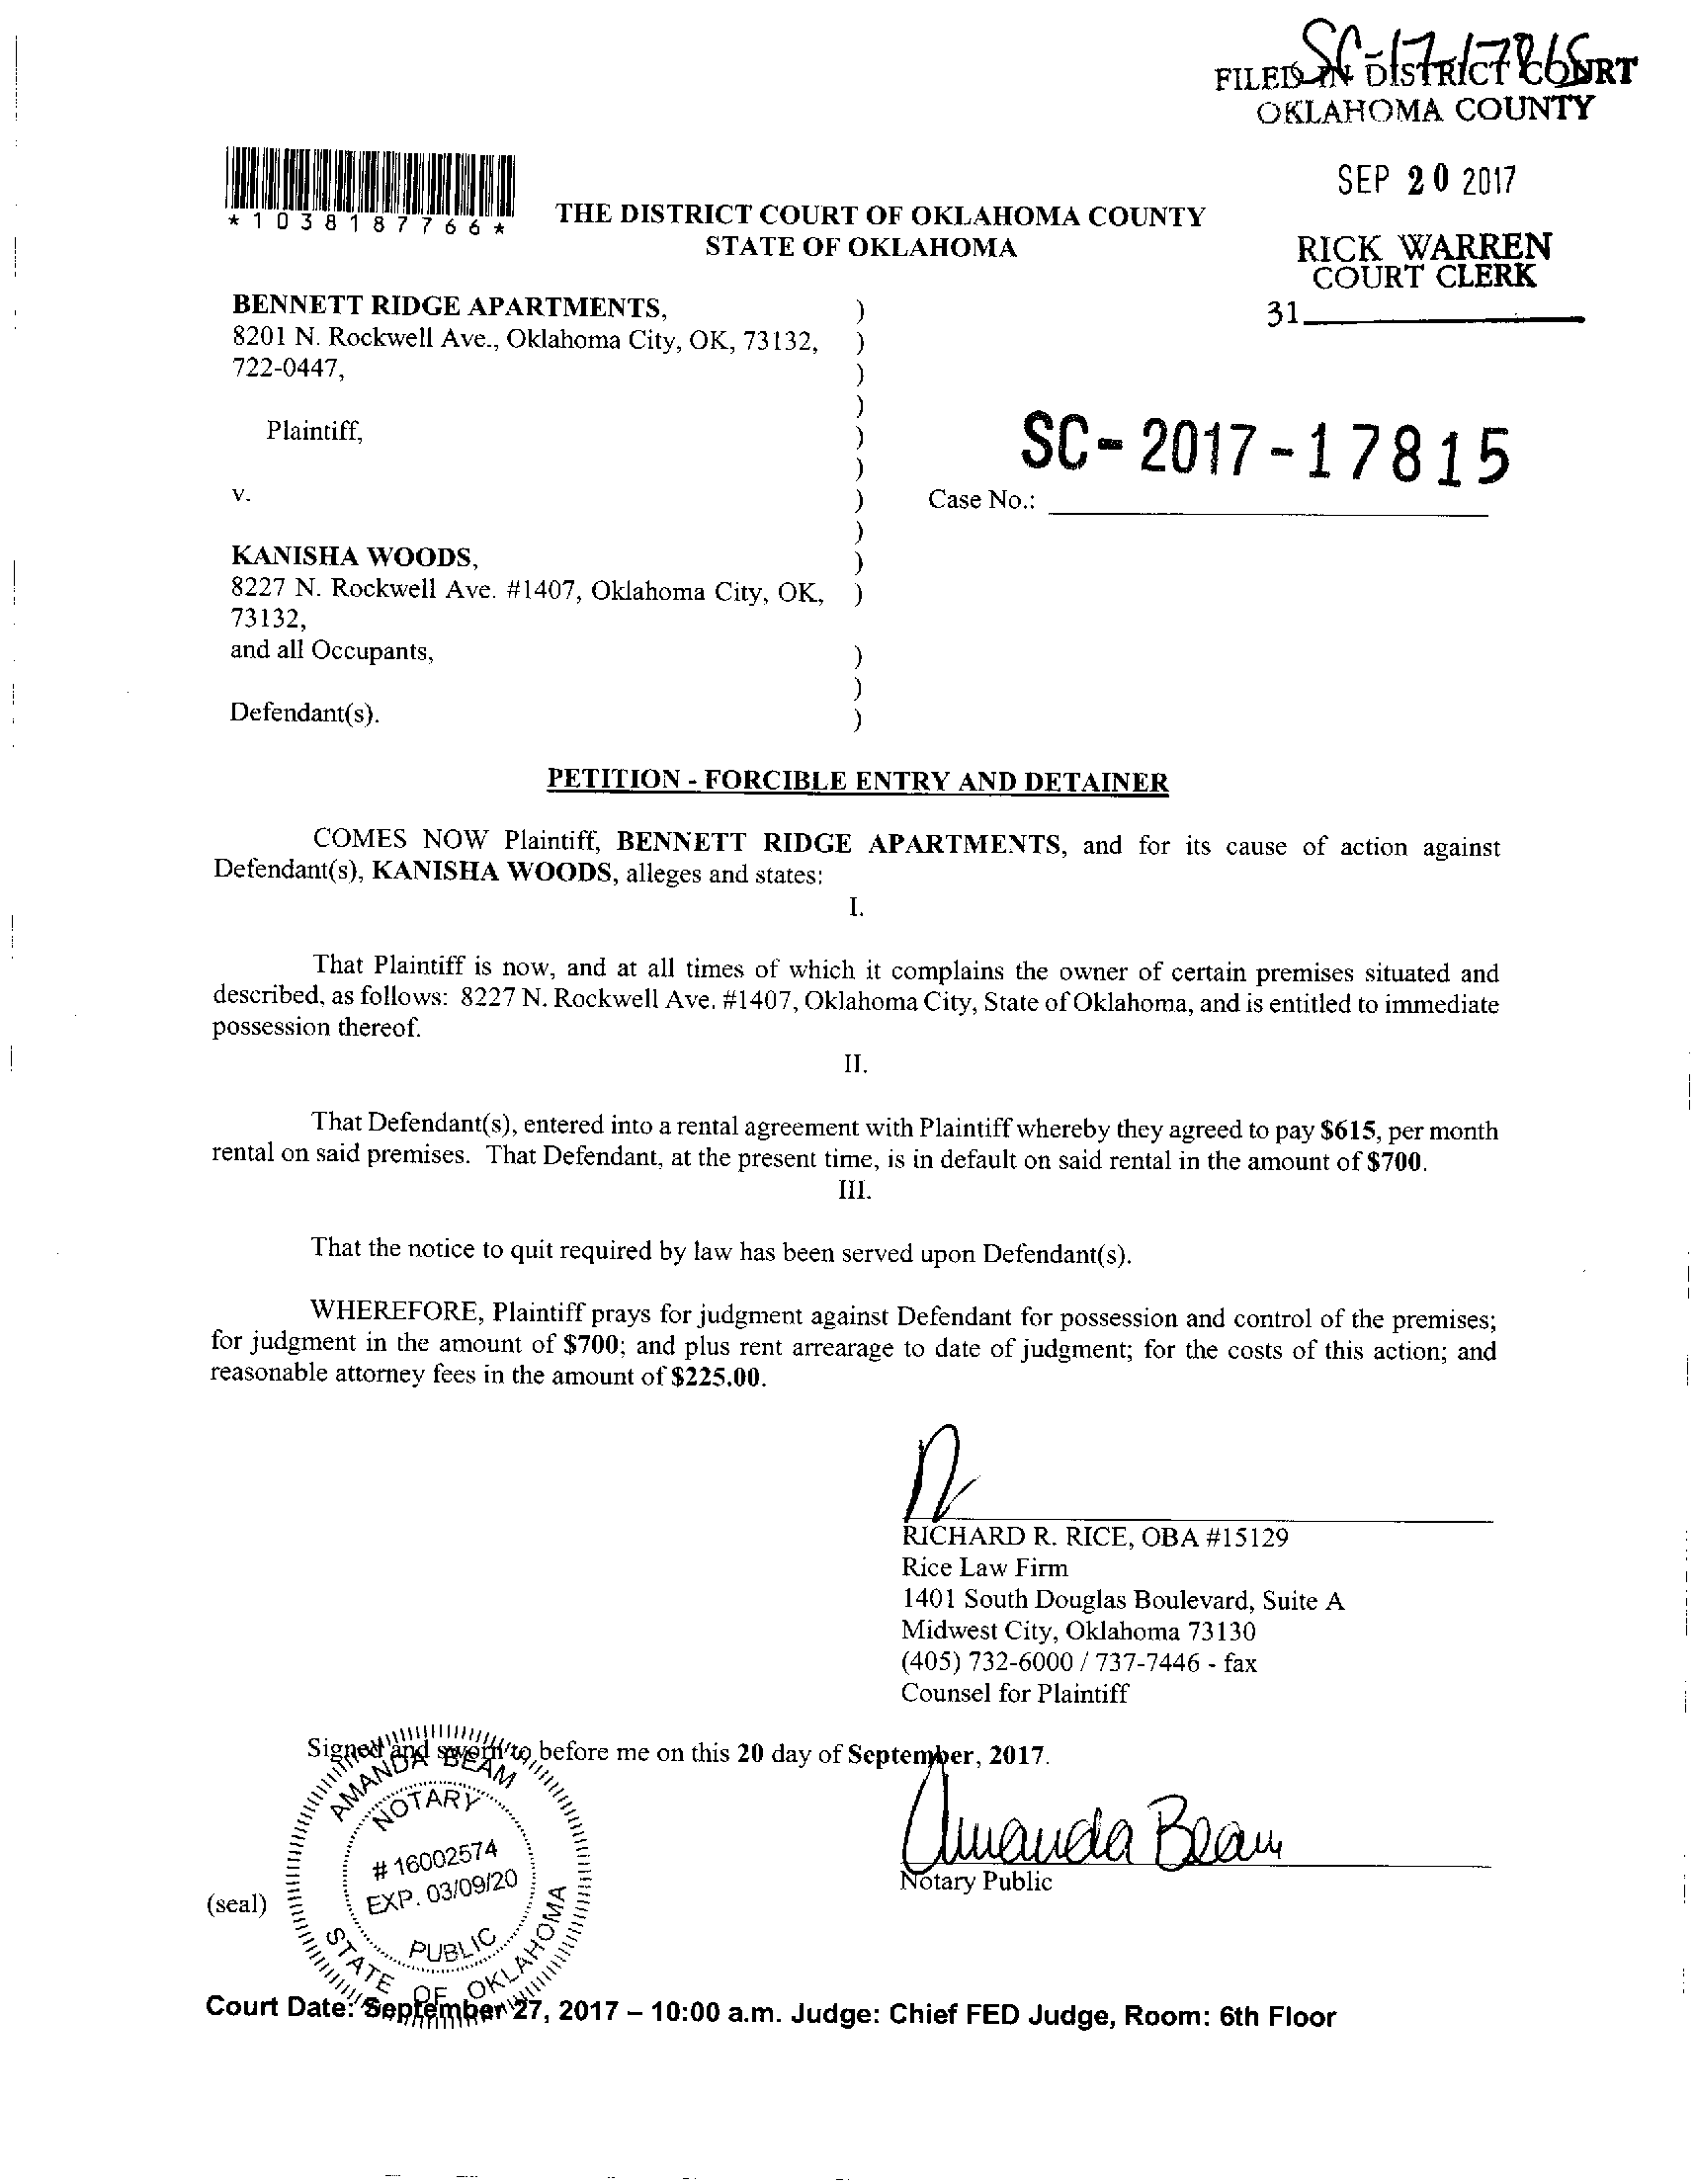 SC-17-17815
FILED IN DISTRICT COURT
OKLAHOMA COUNTY
SEP 20 2017
RICK WARREN
COURT CLERK
31
*1038187766*
THE DISTRICT COURT OF OKLAHOMA COUNTY
STATE OF OKLAHOMA
BENNETT RIDGE APARTMENTS, )
8201 N. Rockwell Ave., Oklahoma City, OK, 73132, )
722-0447, )
)
Plaintiff, )
)
SC-2017-17815
v. ) Case No.:
)
KANISHA WOODS, )
8227 N. Rockwell Ave. #1407, Oklahoma City, OK, )
73132,
and all Occupants, )
)
Defendant(s). )
PETITION - FORCIBLE ENTRY AND DETAINER
COMES NOW Plaintiff, BENNETT RIDGE APARTMENTS, and for its cause of action against
Defendant(s), KANISHA WOODS, alleges and states:
I.
That Plaintiff is now, and at all times of which it complains the owner of certain premises situated and
described, as follows: 8227 N. Rockwell Ave. #1407, Oklahoma City, State of Oklahoma, and is entitled to immediate
possession thereof.
II.
That Defendant(s), entered into a rental agreement with Plaintiff whereby they agreed to pay $615, per month
rental on said premises. That Defendant, at the present time, is in default on said rental in the amount of $700.
III.
That the notice to quit required by law has been served upon Defendant(s).
WHEREFORE, Plaintiff prays for judgment against Defendant for possession and control of the premises;
for judgment in the amount of $700; and plus rent arrearage to date of judgment; for the costs of this action; and
reasonable attorney fees in the amount of $225.00.
RICHARD R. RICE, OBA #15129
Rice Law Firm
1401 South Douglas Boulevard, Suite A
Midwest City, Oklahoma 73130
(405) 732-6000 / 737-7446 - fax
Counsel for Plaintiff
Signed and sworn to before me on this 20 day of September, 2017.
Amanda Beam
Notary Public
AMANDA BEAM
NOTARY
# 16002574
EXP. 03/09/20
PUBLIC
STATE OF OKLAHOMA
(seal)
Court Date: September 27, 2017 – 10:00 a.m. Judge: Chief FED Judge, Room: 6th Floor